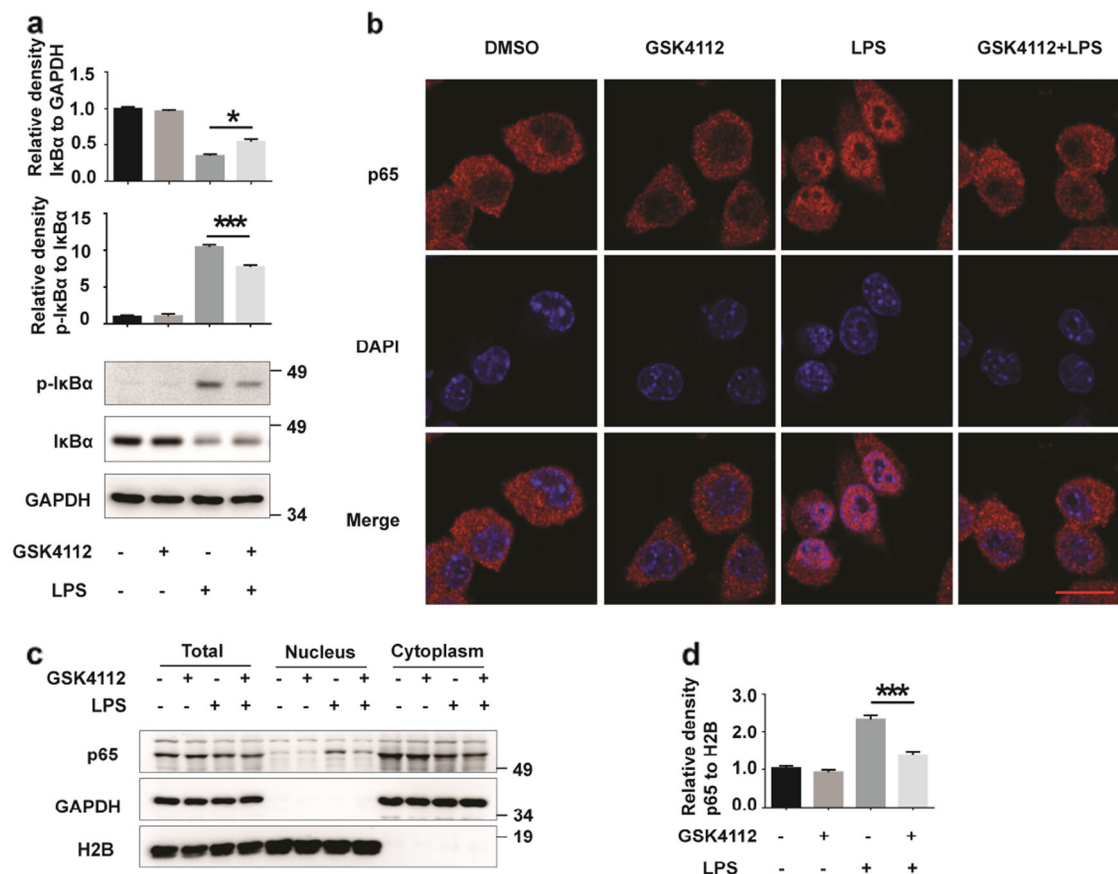 a
Relative density
IκBα to GAPDH
1.5
1.0
0.5
0.0
*
Relative density
p-IκBα to IκBα
15
10
5
0
***
p-IκBα
49
IκBα
49
GAPDH
34
GSK4112 - + - +
LPS - - + +
b
DMSO GSK4112 LPS GSK4112+LPS
p65
DAPI
Merge
c
Total Nucleus Cytoplasm
GSK4112 - + - + - + - + - + - +
LPS - - + + - - + + - - + +
p65
49
GAPDH
34
19
H2B
d
Relative density
p65 to H2B
3.0
2.0
1.0
0.0
***
GSK4112 - + - +
LPS - - + +